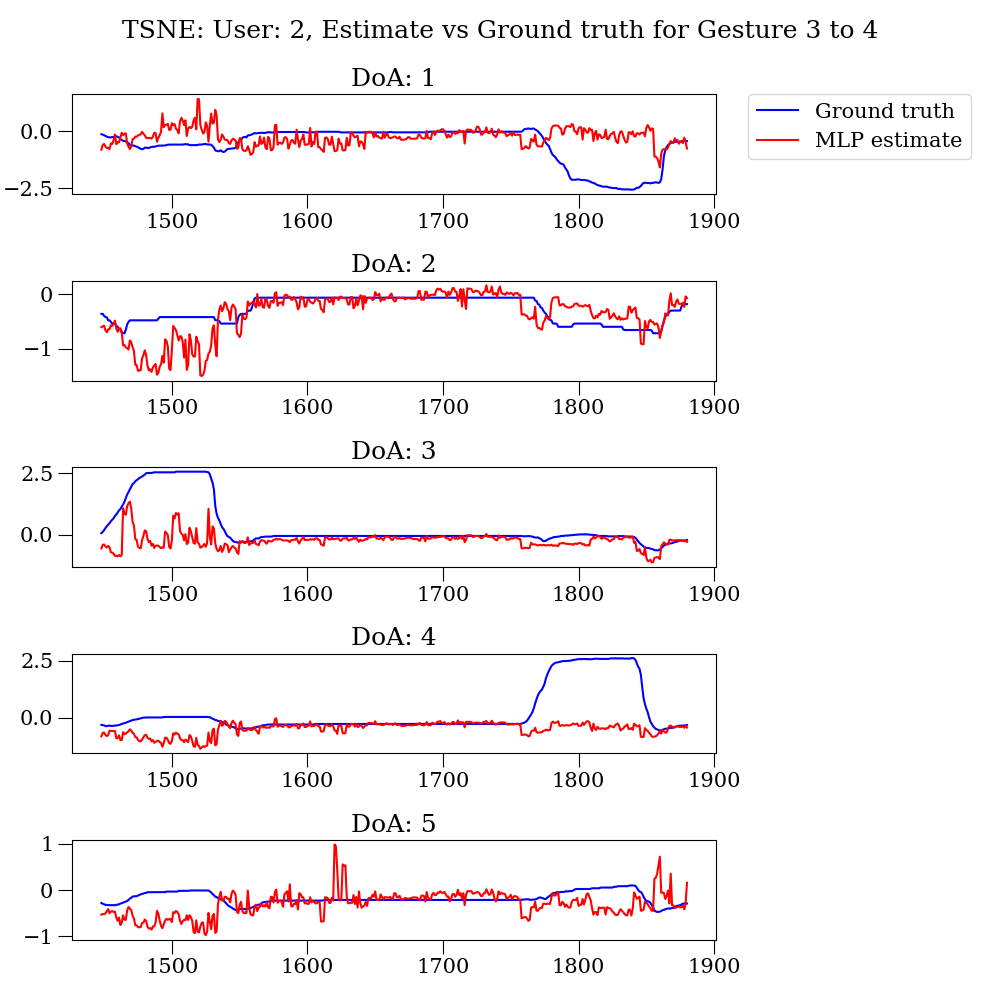 TSNE: User: 2, Estimate vs Ground truth for Gesture 3 to 4
DoA: 1
Ground truth
MLP estimate
0.0
−2.5
1500 1600 1700 1800 1900
DoA: 2
0
−1
1500 1600 1700 1800 1900
DoA: 3
2.5
0.0
1500 1600 1700 1800 1900
DoA: 4
2.5
0.0
1500 1600 1700 1800 1900
DoA: 5
1
0
−1
1500 1600 1700 1800 1900